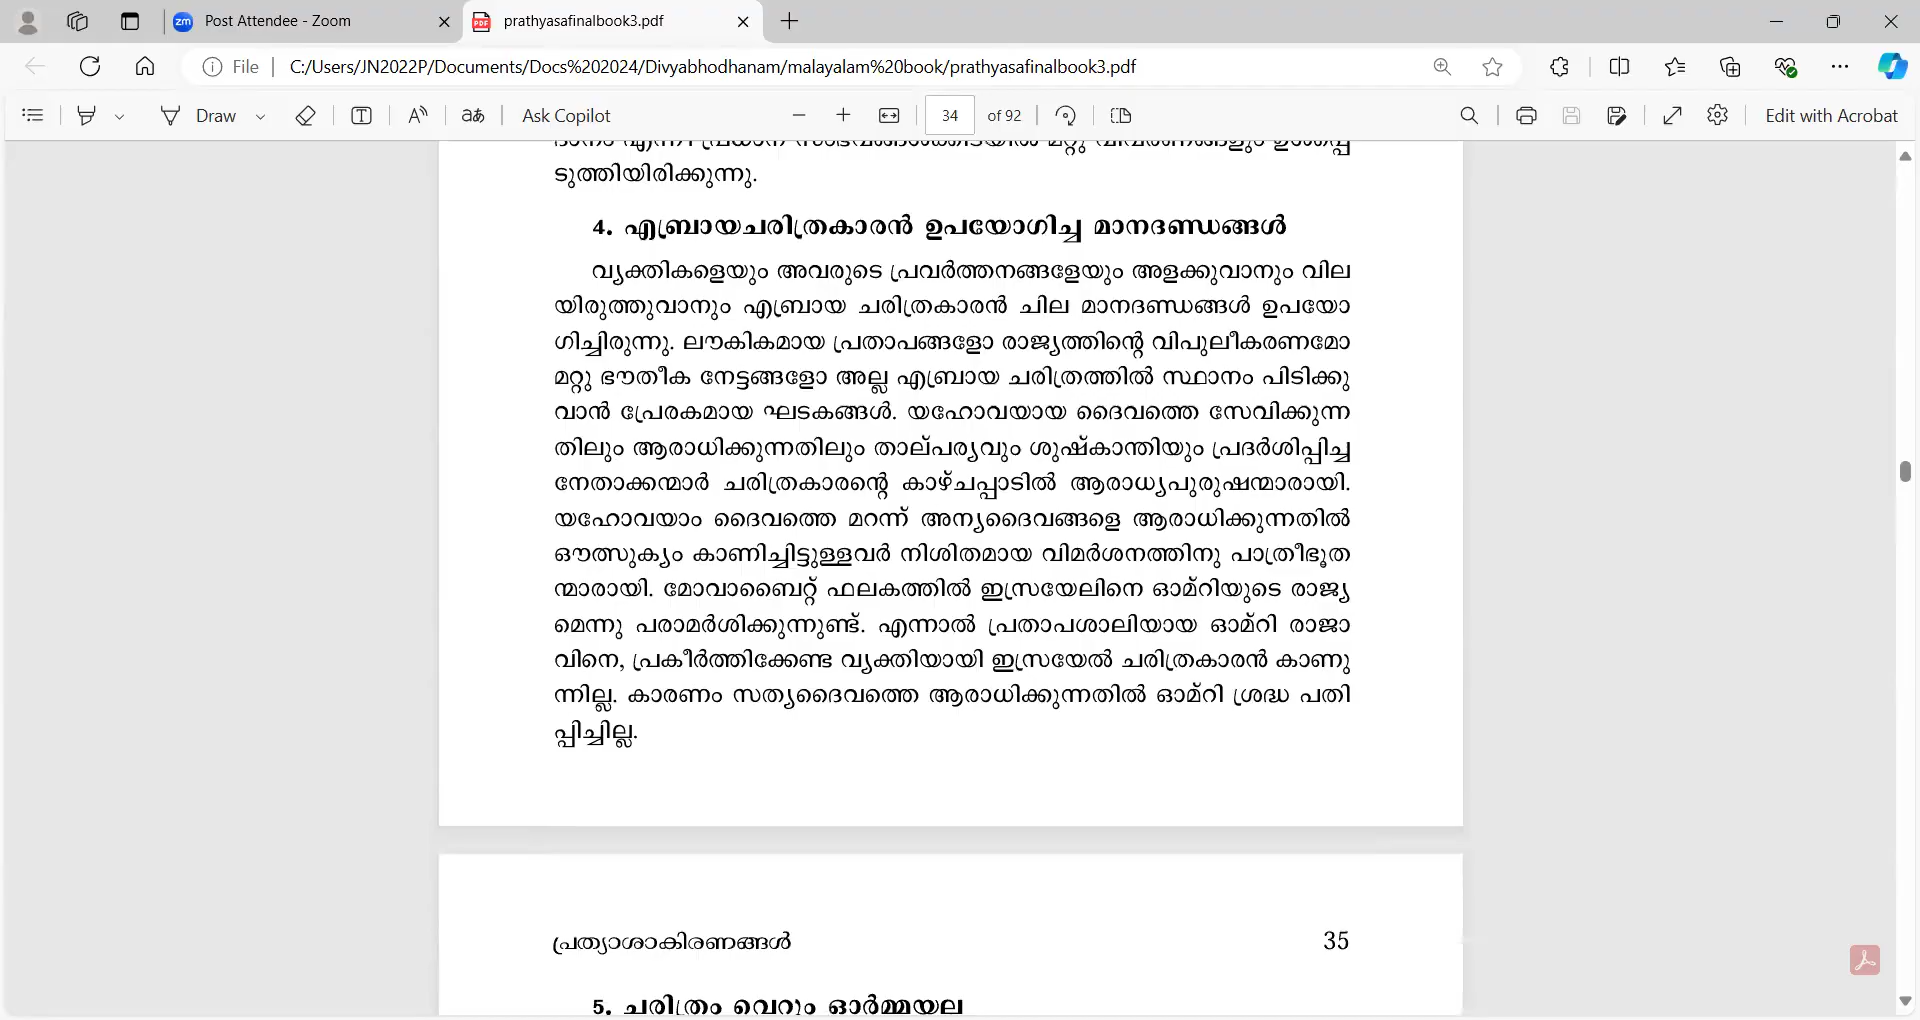 Post Attendee - Zoom
prathyasafinalbook3.pdf
File
C:/Users/JN2022P/Documents/Docs%202024/Divyabhodhanam/malayalam%20book/prathyasafinalbook3.pdf
Draw
Ask Copilot
34 of 92
Edit with Acrobat
ടുത്തിയിരിക്കുന്നു.
4. എബ്രായചരിത്രകാരൻ ഉപയോഗിച്ച മാനദണ്ഡങ്ങൾ
വ്യക്തികളെയും അവരുടെ പ്രവർത്തനങ്ങളേയും അളക്കുവാനും വില
യിരുത്തുവാനും എബ്രായ ചരിത്രകാരൻ ചില മാനദണ്ഡങ്ങൾ ഉപയോ
ഗിച്ചിരുന്നു. ലൗകികമായ പ്രതാപങ്ങളോ രാജ്യത്തിന്റെ വിപുലീകരണമോ
മറ്റു ഭൗതീക നേട്ടങ്ങളോ അല്ല എബ്രായ ചരിത്രത്തിൽ സ്ഥാനം പിടിക്കു
വാൻ പ്രേരകമായ ഘടകങ്ങൾ. യഹോവയായ ദൈവത്തെ സേവിക്കുന്ന
തിലും ആരാധിക്കുന്നതിലും താല്പര്യവും ശുഷ്കാന്തിയും പ്രദർശിപ്പിച്ച
നേതാക്കന്മാർ ചരിത്രകാരന്റെ കാഴ്ചപ്പാടിൽ ആരാധ്യപുരുഷന്മാരായി.
യഹോവയാം ദൈവത്തെ മറന്ന് അന്യദൈവങ്ങളെ ആരാധിക്കുന്നതിൽ
ഔത്സുക്യം കാണിച്ചിട്ടുള്ളവർ നിശിതമായ വിമർശനത്തിനു പാത്രീഭൂത
ന്മാരായി. മോവാബൈറ്റ് ഫലകത്തിൽ ഇസ്രയേലിനെ ഓമ്റിയുടെ രാജ്യ
മെന്നു പരാമർശിക്കുന്നുണ്ട്. എന്നാൽ പ്രതാപശാലിയായ ഓമ്റി രാജാ
വിനെ, പ്രകീർത്തിക്കേണ്ട വ്യക്തിയായി ഇസ്രയേൽ ചരിത്രകാരൻ കാണു
ന്നില്ല. കാരണം സത്യദൈവത്തെ ആരാധിക്കുന്നതിൽ ഓമ്റി ശ്രദ്ധ പതി
പ്പിച്ചില്ല.
പ്രത്യാശാകിരണങ്ങൾ 35
5. ചരിത്രം വെറും ഓർമ്മയല്ല